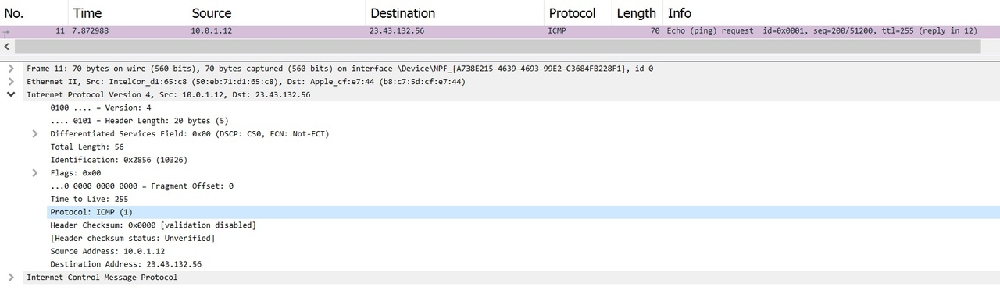 No. Time Source Destination Protocol Length Info
11 7.872988 10.0.1.12 23.43.132.56 ICMP 70 Echo (ping) request id=0x0001, seq=200/51200, ttl=255 (reply in 12)
Frame 11: 70 bytes on wire (560 bits), 70 bytes captured (560 bits) on interface \Device\NPF_{A738E215-4639-4693-99E2-C3684FB228F1}, id 0
Ethernet II, Src: IntelCor_d1:65:c8 (50:eb:71:d1:65:c8), Dst: Apple_cf:e7:44 (b8:c7:5d:cf:e7:44)
Internet Protocol Version 4, Src: 10.0.1.12, Dst: 23.43.132.56
0100 .... = Version: 4
.... 0101 = Header Length: 20 bytes (5)
Differentiated Services Field: 0x00 (DSCP: CS0, ECN: Not-ECT)
Total Length: 56
Identification: 0x2856 (10326)
Flags: 0x00
...0 0000 0000 0000 = Fragment Offset: 0
Time to Live: 255
Protocol: ICMP (1)
Header Checksum: 0x0000 [validation disabled]
[Header checksum status: Unverified]
Source Address: 10.0.1.12
Destination Address: 23.43.132.56
Internet Control Message Protocol